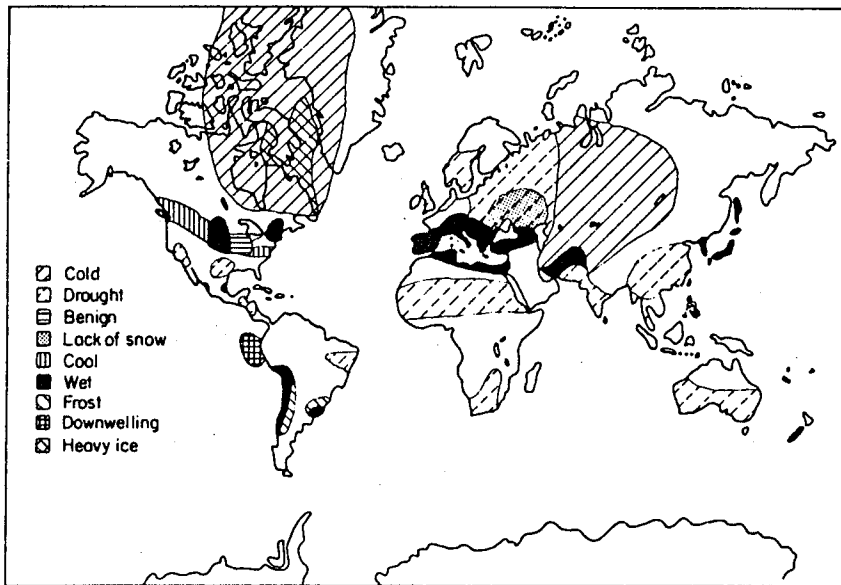 Cold
Drought
Benign
Lack of snow
Cool
Wet
Frost
Downwelling
Heavy ice